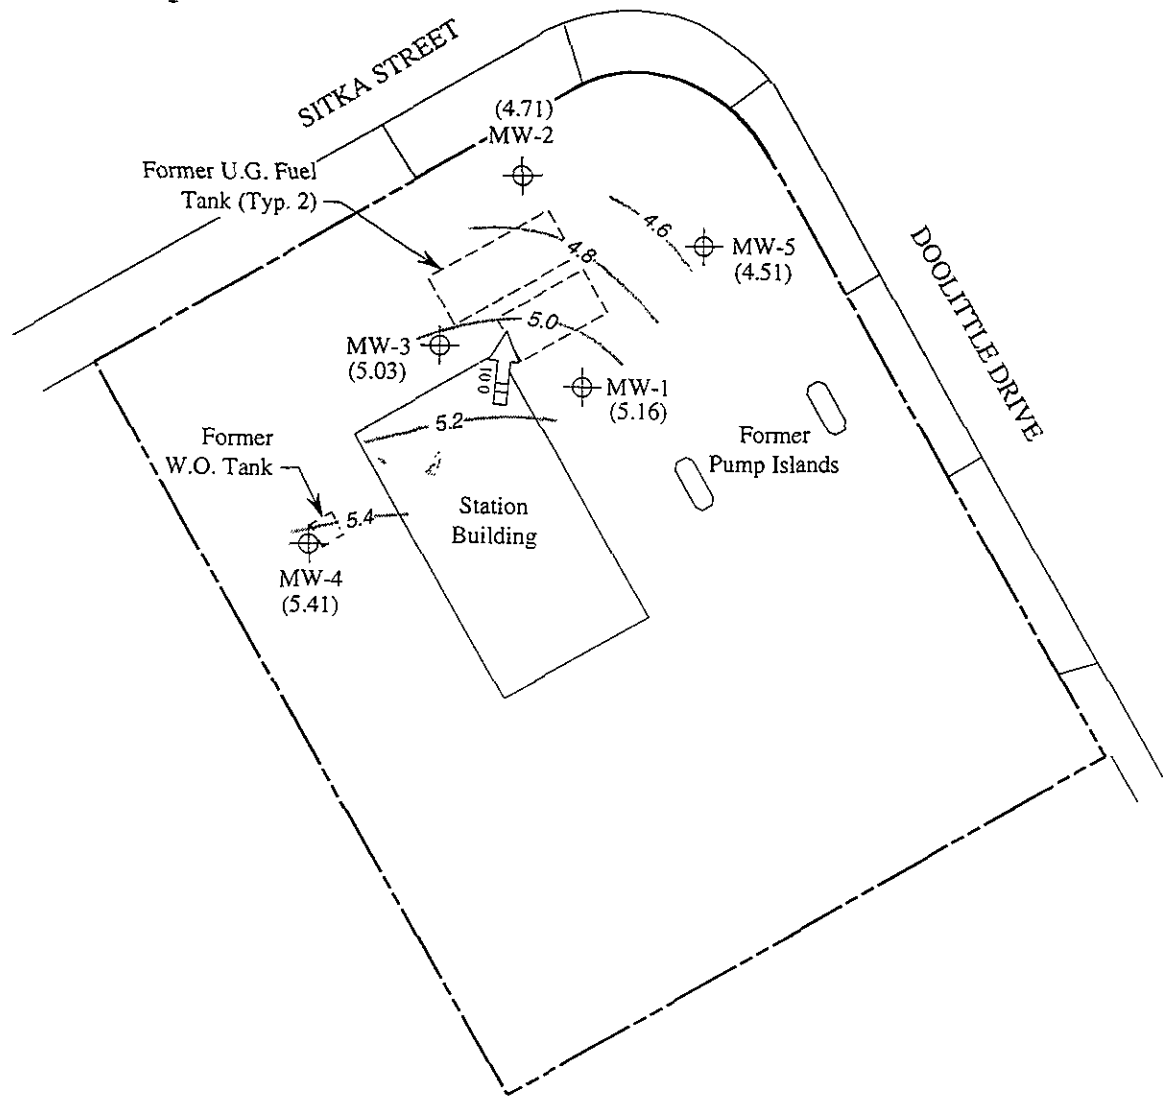 SITKA STREET
(4.71)
MW-2
Former U.G. Fuel
Tank (Typ. 2)
4.6
MW-5
(4.51)
4.8
DOOLITTLE DRIVE
5.0
MW-3
(5.03)
MW-1
(5.16)
5.2
Former
W.O. Tank
Former
Pump Islands
Station
Building
5.4
MW-4
(5.41)